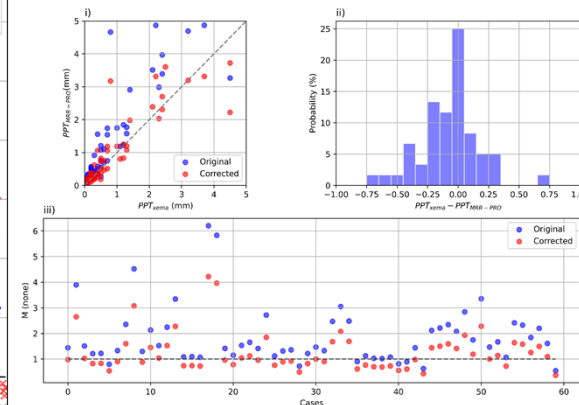 i)
5
4
3
2
1
0
PPT_MRR−PRO(mm)
0 1 2 3 4 5
PPT_xema (mm)
Original
Corrected
ii)
25
20
15
10
5
0
Probability (%)
−1.00 −0.75 −0.50 −0.25 0.00 0.25 0.50 0.75
PPT_xema − PPT_MRR−PRO
iii)
6
5
4
3
2
1
M (none)
0 10 20 30 40 50 60
Cases
Original
Corrected